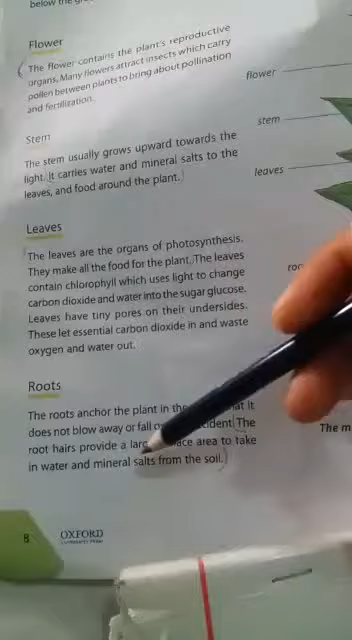 below the
Flower
The flower contains the plant's reproductive
organs. Many flowers attract insects which carry
pollen between plants to bring about pollination
and fertilization.
flower
Stem
stem
The stem usually grows upward towards the
light. It carries water and mineral salts to the
leaves, and food around the plant.
leaves
Leaves
The leaves are the organs of photosynthesis.
They make all the food for the plant. The leaves
contain chlorophyll which uses light to change
carbon dioxide and water into the sugar glucose.
Leaves have tiny pores on their undersides.
These let essential carbon dioxide in and waste
oxygen and water out.
Roots
The roots anchor the plant in the at it
does not blow away or fall The
root hairs provide a area to take
in water and mineral salts from the soil.
The m
8
OXFORD